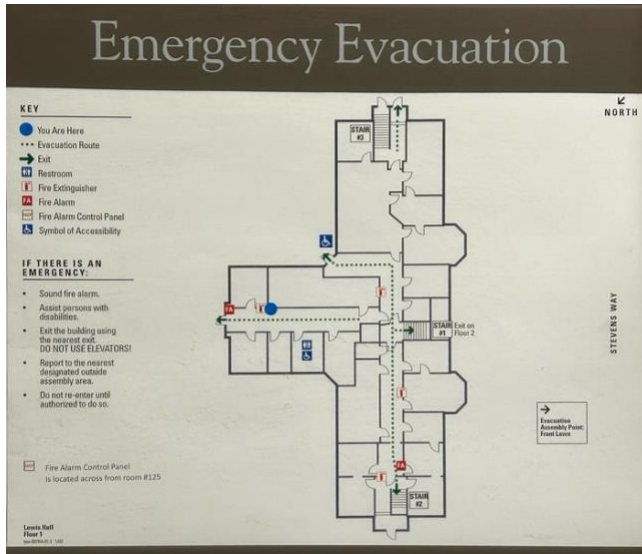 Emergency Evacuation
KEY
You Are Here
Evacuation Route
Exit
Restroom
Fire Extinguisher
FA Fire Alarm
Fire Alarm Control Panel
Symbol of Accessibility
IF THERE IS AN
EMERGENCY:
• Sound fire alarm.
• Assist persons with
disabilities.
• Exit the building using
the nearest exit.
DO NOT USE ELEVATORS!
• Report to the nearest
designated outside
assembly area.
• Do not re-enter until
authorized to do so.
Fire Alarm Control Panel
is located across from room #125
Lewis Hall
Floor 1
NORTH
STAIR
#3
FA
STAIR
#1
Exit on
Floor 2
STEVENS WAY
Evacuation
Assembly Point:
Front Lawn
FA
STAIR
#2